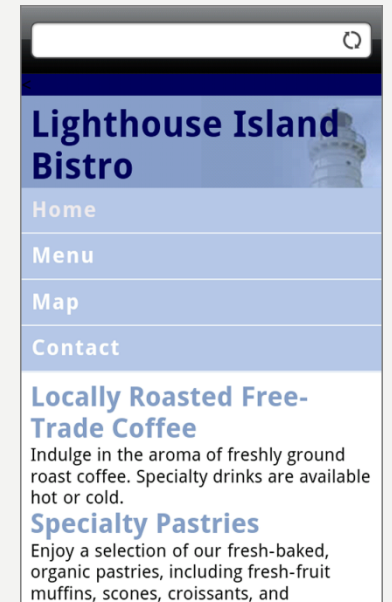 Lighthouse Island
Bistro
Home
Menu
Map
Contact
Locally Roasted Free-
Trade Coffee
Indulge in the aroma of freshly ground
roast coffee. Specialty drinks are available
hot or cold.
Specialty Pastries
Enjoy a selection of our fresh-baked,
organic pastries, including fresh-fruit
muffins, scones, croissants, and